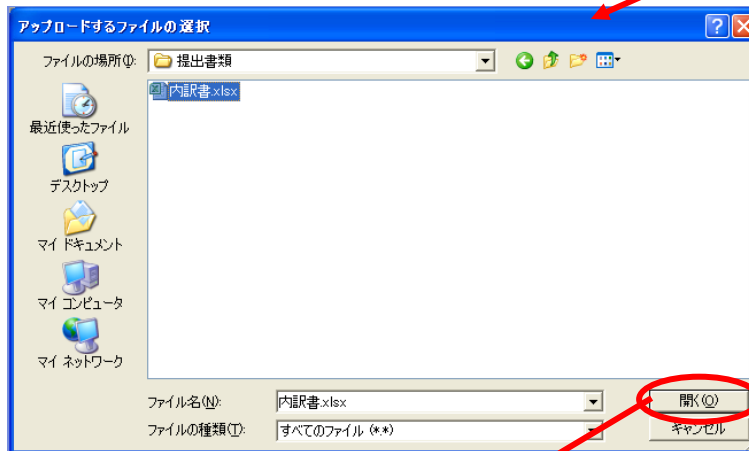 アップロードするファイルの選択
ファイルの場所(I):
提出書類
内訳書.xlsx
最近使ったファイル
デスクトップ
マイ ドキュメント
マイ コンピュータ
マイ ネットワーク
ファイル名(N):
内訳書.xlsx
開く(O)
ファイルの種類(T):
すべてのファイル (*.*)
キャンセル